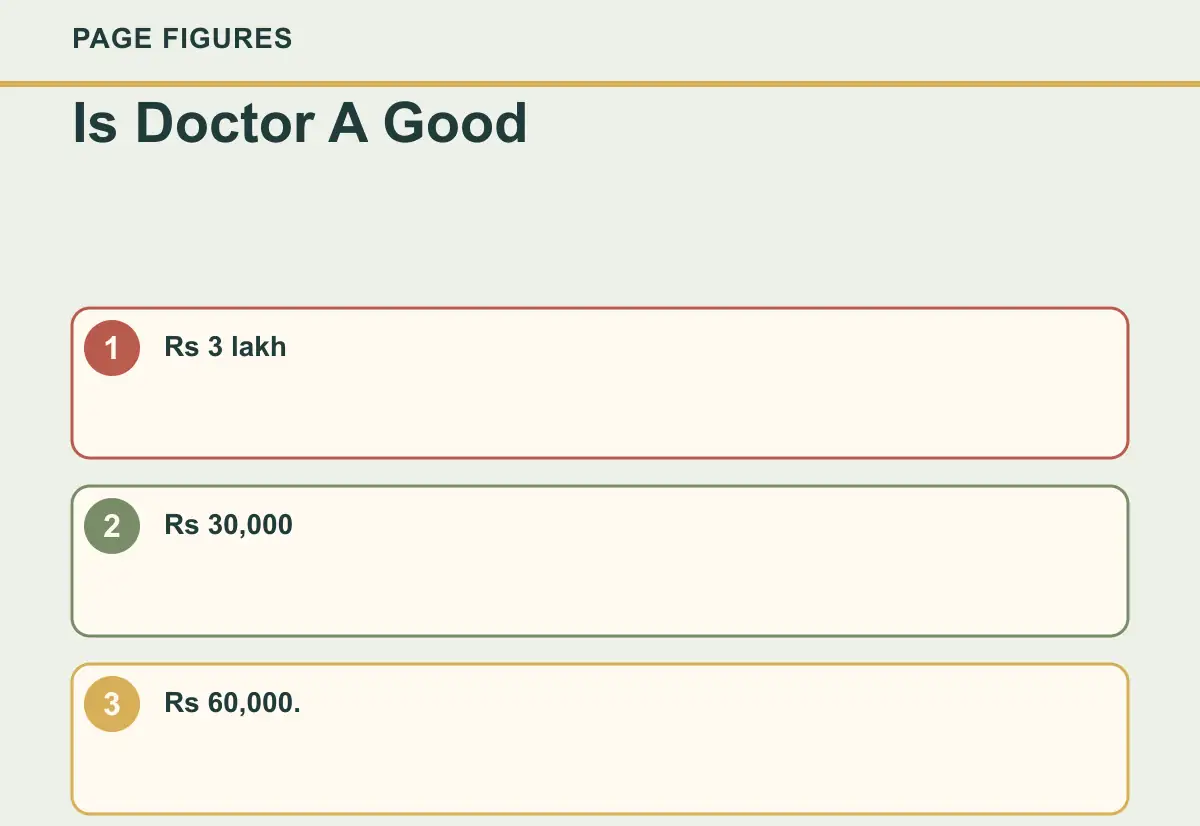 PAGE FIGURES
Is Doctor A Good
1 Rs 3 lakh
2 Rs 30,000
3 Rs 60,000.